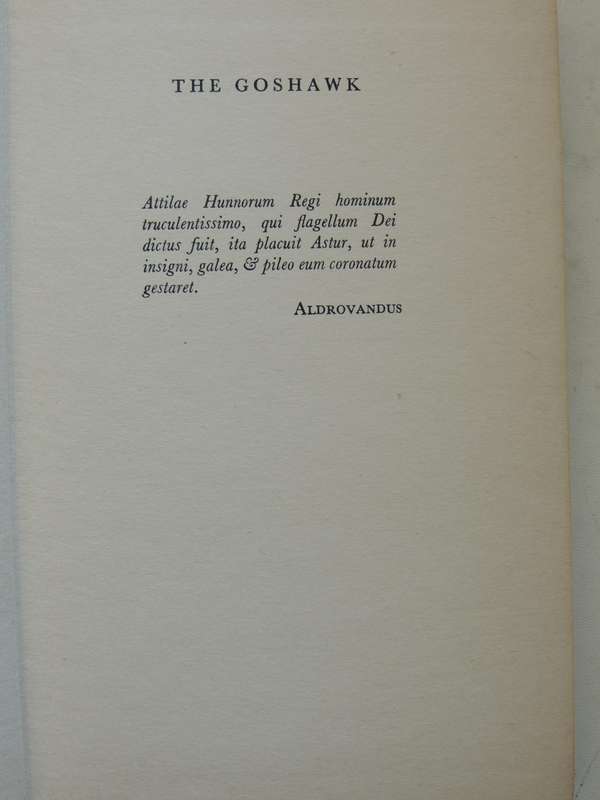 THE GOSHAWK
Attilae Hunnorum Regi hominum
truculentissimo, qui flagellum Dei
dictus fuit, ita placuit Astur, ut in
insigni, galea, & pileo eum coronatum
gestaret.
ALDROVANDUS